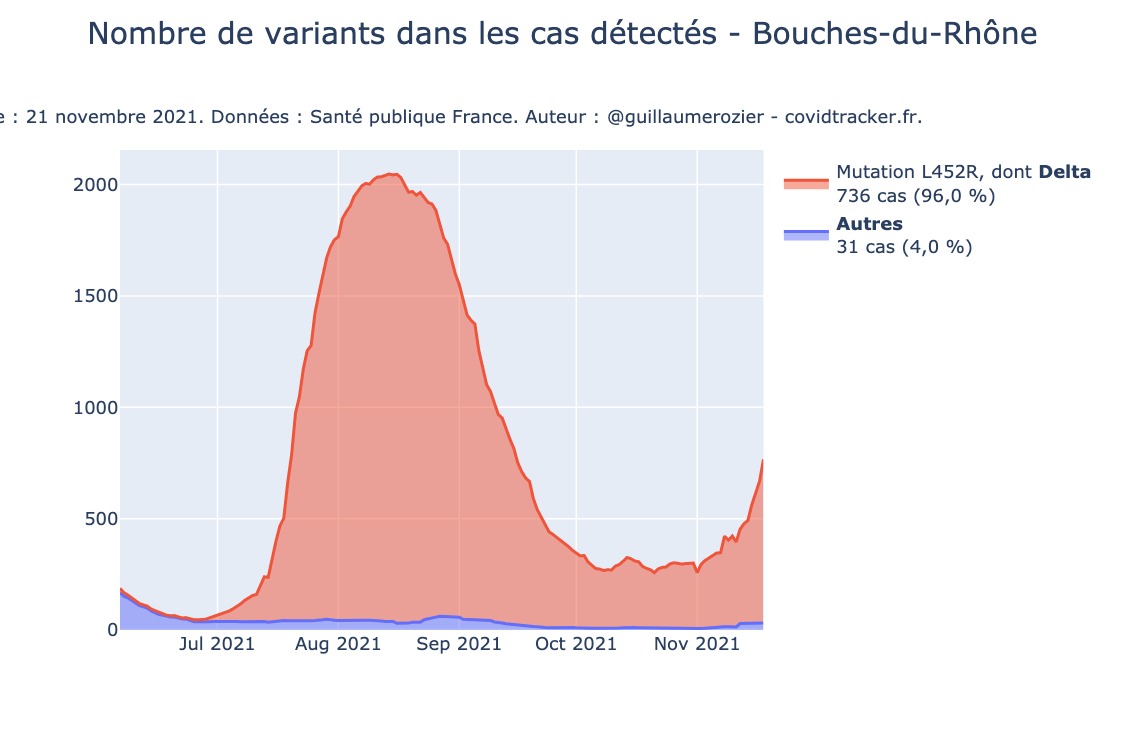 Nombre de variants dans les cas détectés - Bouches-du-Rhône
: 21 novembre 2021. Données : Santé publique France. Auteur : @guillaumerozier - covidtracker.fr.
Mutation L452R, dont Delta
736 cas (96,0 %)
Autres
31 cas (4,0 %)
2000
1500
1000
500
0
Jul 2021
Aug 2021
Sep 2021
Oct 2021
Nov 2021